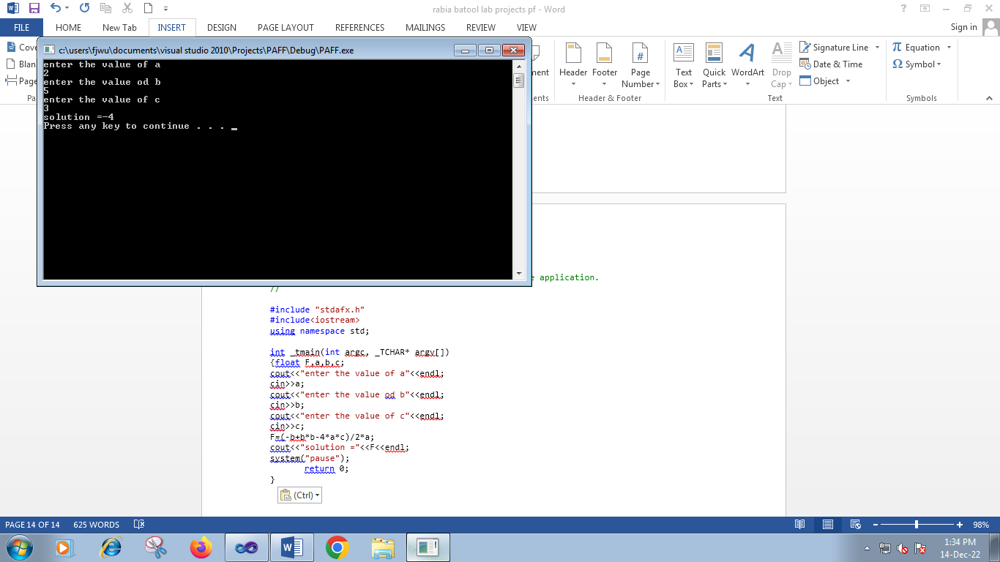 rabia batool lab projects pf - Word
FILE HOME New Tab INSERT DESIGN PAGE LAYOUT REFERENCES MAILINGS REVIEW VIEW Sign in
Header Footer Page Number
Header & Footer
Text Box Quick Parts WordArt Drop Cap
Signature Line
Date & Time
Object
Text
Equation
Symbol
Symbols
c:\users\fjwu\documents\visual studio 2010\Projects\PAFF\Debug\PAFF.exe
enter the value of a
2
enter the value od b
5
enter the value of c
3
solution =-4
Press any key to continue . . . _
application.
//
#include "stdafx.h"
#include<iostream>
using namespace std;
int _tmain(int argc, _TCHAR* argv[])
{float F,a,b,c;
cout<<"enter the value of a"<<endl;
cin>>a;
cout<<"enter the value od b"<<endl;
cin>>b;
cout<<"enter the value of c"<<endl;
cin>>c;
F=(-b+b*b-4*a*c)/2*a;
cout<<"solution ="<<F<<endl;
system("pause");
return 0;
}
(Ctrl)
PAGE 14 OF 14 625 WORDS 98%
1:34 PM
14-Dec-22